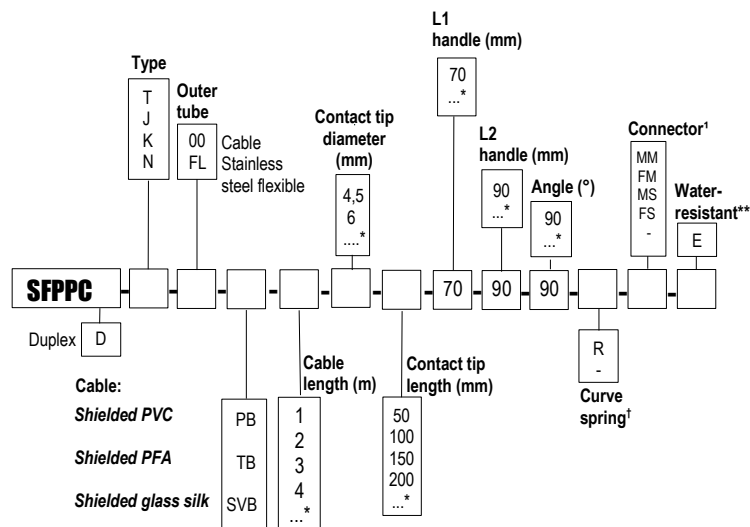 L1
handle (mm)
70
...*
Type
T
J
K
N
Outer
tube
00
FL
Cable
Stainless
steel flexible
Contact tip
diameter
(mm)
4,5
6
....*
L2
handle (mm)
90
...*
Angle (°)
90
...*
Connector¹
MM
FM
MS
FS
-
Water-
resistant**
E
SFPPC - - - - - - - 70 - 90 - 90 - - -
Duplex D
Cable:
Shielded PVC PB
Shielded PFA TB
Shielded glass silk SVB
Cable
length (m)
1
2
3
4
...*
Contact tip
length (mm)
50
100
150
200
...*
R
-
Curve
spring†